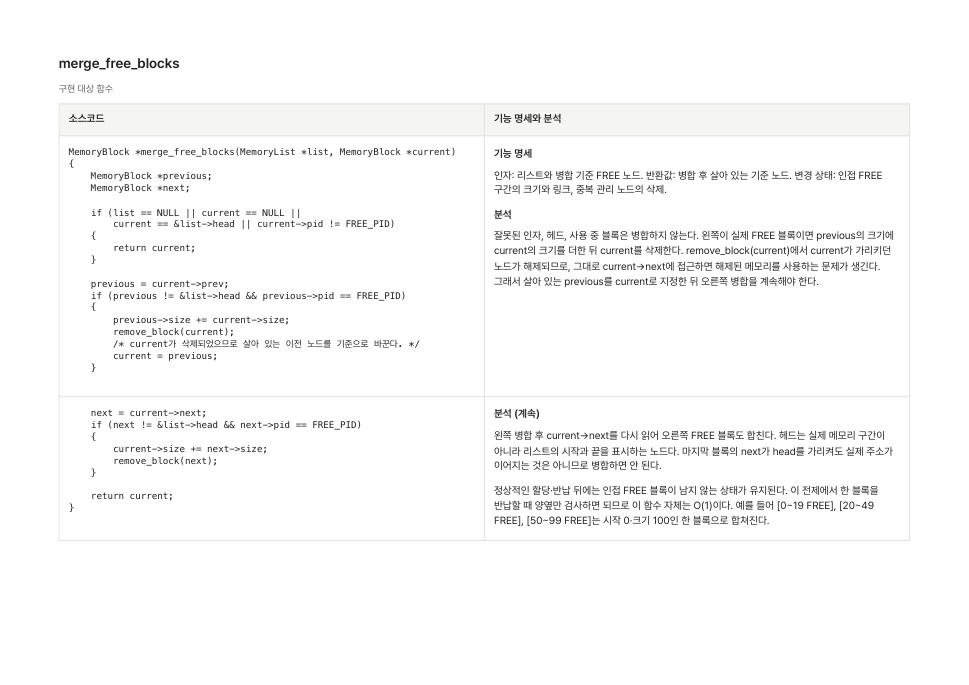 merge_free_blocks
구현 대상 함수
소스코드
기능 명세와 분석
MemoryBlock *merge_free_blocks(MemoryList *list, MemoryBlock *current)
{
    MemoryBlock *previous;
    MemoryBlock *next;

    if (list == NULL || current == NULL ||
        current == &list->head || current->pid != FREE_PID)
    {
        return current;
    }

    previous = current->prev;
    if (previous != &list->head && previous->pid == FREE_PID)
    {
        previous->size += current->size;
        remove_block(current);
        /* current가 삭제되었으므로 살아 있는 이전 노드를 기준으로 바꾼다. */
        current = previous;
    }
기능 명세
인자: 리스트와 병합 기준 FREE 노드. 반환값: 병합 후 살아 있는 기준 노드. 변경 상태: 인접 FREE
구간의 크기와 링크, 중복 관리 노드의 삭제.
분석
잘못된 인자, 헤드, 사용 중 블록은 병합하지 않는다. 왼쪽이 실제 FREE 블록이면 previous의 크기에
current의 크기를 더한 뒤 current를 삭제한다. remove_block(current)에서 current가 가리키던
노드가 해제되므로, 그대로 current→next에 접근하면 해제된 메모리를 사용하는 문제가 생긴다.
그래서 살아 있는 previous를 current로 지정한 뒤 오른쪽 병합을 계속해야 한다.
    next = current->next;
    if (next != &list->head && next->pid == FREE_PID)
    {
        current->size += next->size;
        remove_block(next);
    }

    return current;
}
분석 (계속)
왼쪽 병합 후 current→next를 다시 읽어 오른쪽 FREE 블록도 합친다. 헤드는 실제 메모리 구간이
아니라 리스트의 시작과 끝을 표시하는 노드다. 마지막 블록의 next가 head를 가리켜도 실제 주소가
이어지는 것은 아니므로 병합하면 안 된다.
정상적인 할당·반납 뒤에는 인접 FREE 블록이 남지 않는 상태가 유지된다. 이 전제에서 한 블록을
반납할 때 양옆만 검사하면 되므로 이 함수 자체는 O(1)이다. 예를 들어 [0~19 FREE], [20~49
FREE], [50~99 FREE]는 시작 0·크기 100인 한 블록으로 합쳐진다.